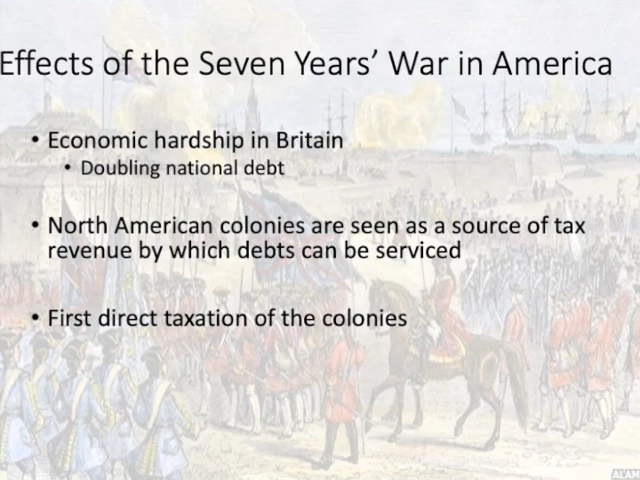 Effects of the Seven Years’ War in America
• Economic hardship in Britain
• Doubling national debt
• North American colonies are seen as a source of tax
revenue by which debts can be serviced
• First direct taxation of the colonies
ALAM